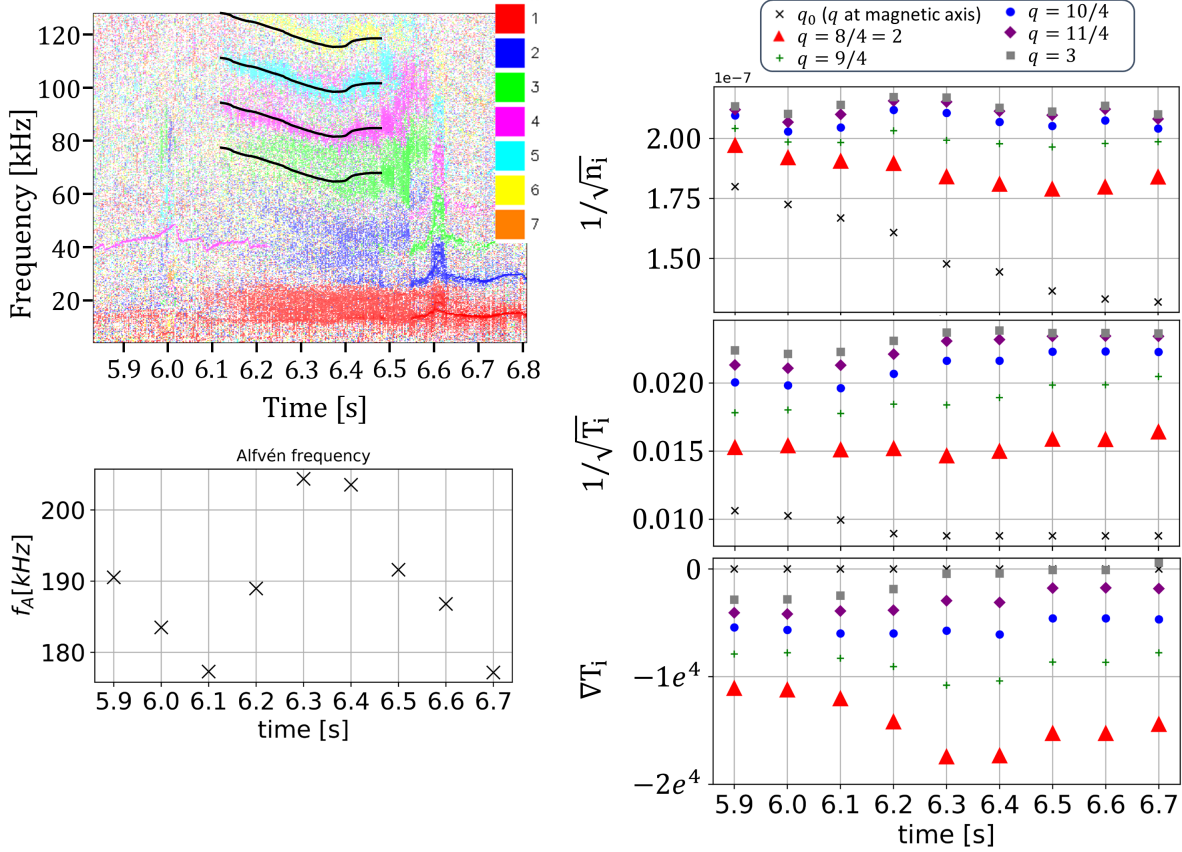 120
100
80
60
40
20
Frequency [kHz]
5.9 6.0 6.1 6.2 6.3 6.4 6.5 6.6 6.7 6.8
Time [s]
1
2
3
4
5
6
7
Alfvén frequency
200
190
180
f_A[kHz]
5.9 6.0 6.1 6.2 6.3 6.4 6.5 6.6 6.7
time [s]
q₀ (q at magnetic axis)
q = 8/4 = 2
q = 9/4
q = 10/4
q = 11/4
q = 3
1e−7
2.00
1.75
1.50
1/√n_i
0.020
0.015
0.010
1/√T_i
0
−1e⁴
−2e⁴
∇T_i
5.9 6.0 6.1 6.2 6.3 6.4 6.5 6.6 6.7
time [s]